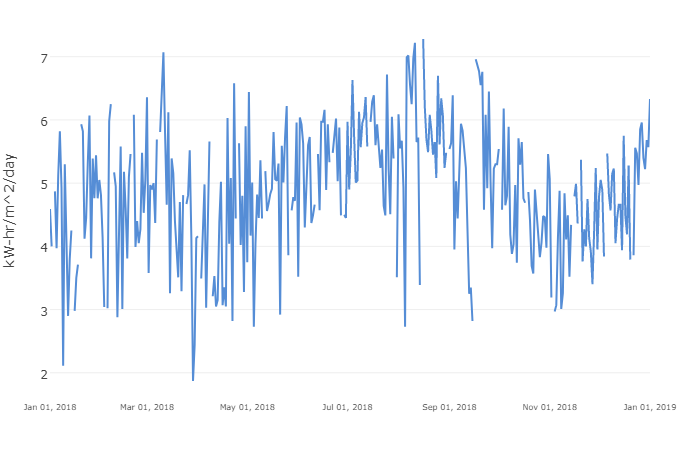 7
6
5
4
3
2
kW-hr/m^2/day
Jan 01, 2018
Mar 01, 2018
May 01, 2018
Jul 01, 2018
Sep 01, 2018
Nov 01, 2018
Jan 01, 2019